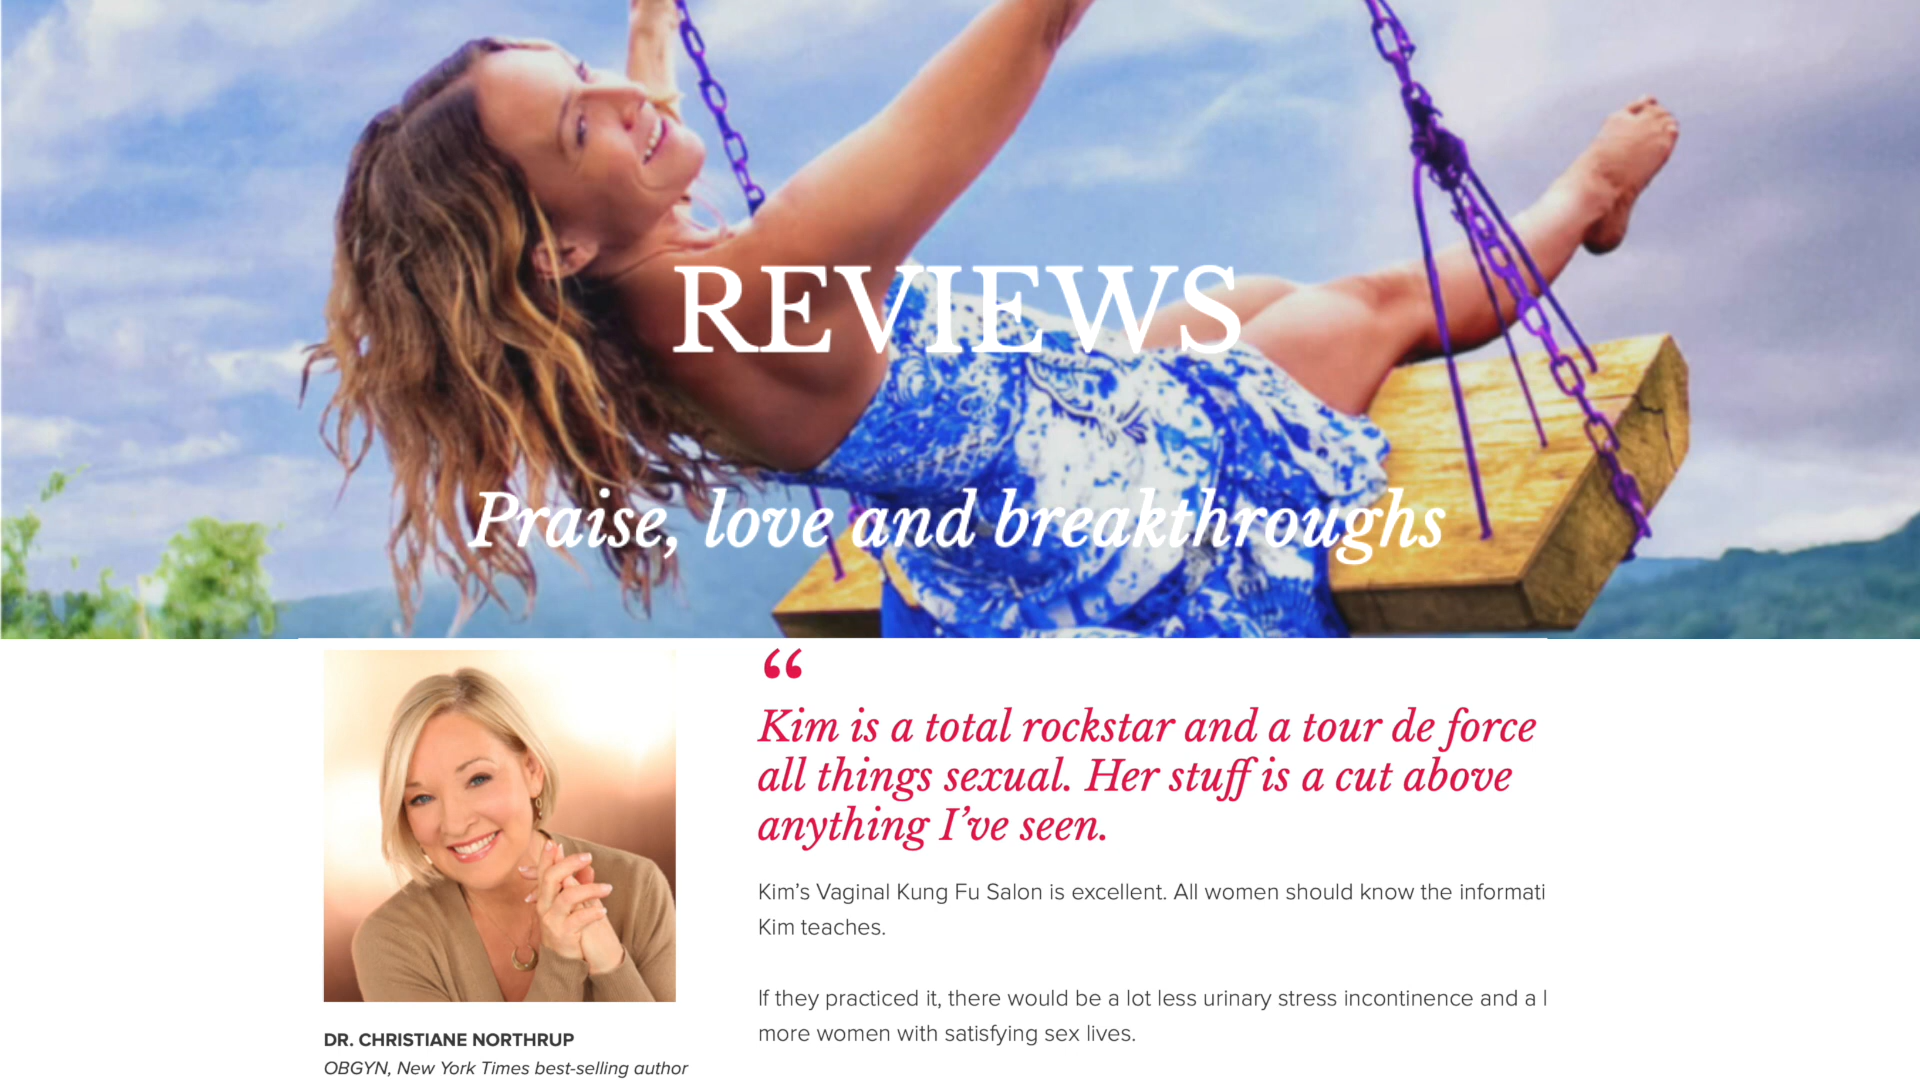 REVIEWS
Praise, love and breakthroughs
“
Kim is a total rockstar and a tour de force
all things sexual. Her stuff is a cut above
anything I’ve seen.
Kim’s Vaginal Kung Fu Salon is excellent. All women should know the informati
Kim teaches.
If they practiced it, there would be a lot less urinary stress incontinence and a l
more women with satisfying sex lives.
DR. CHRISTIANE NORTHRUP
OBGYN, New York Times best-selling author